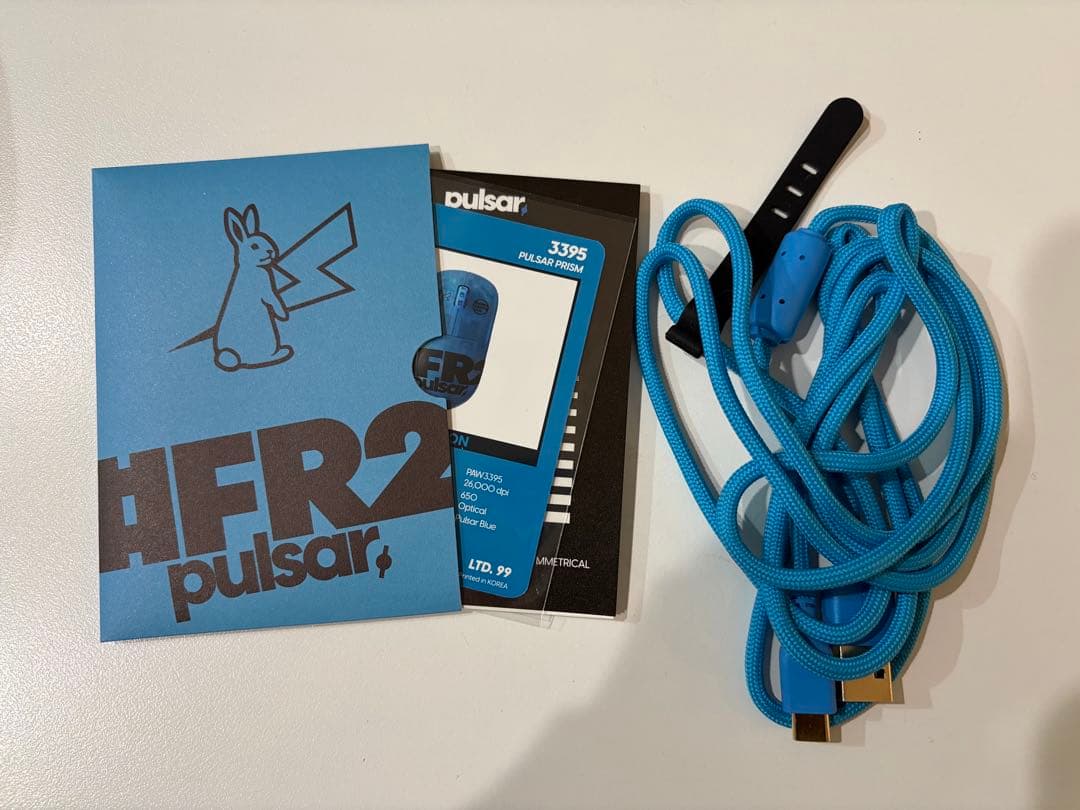 #FR2
pulsar
pulsar
3395
PULSAR PRISM
FR2
pulsar
ON
PAW3395
26,000 dpi
650
Optical
Pulsar Blue
LTD. 99
Printed in KOREA
MMETRICAL